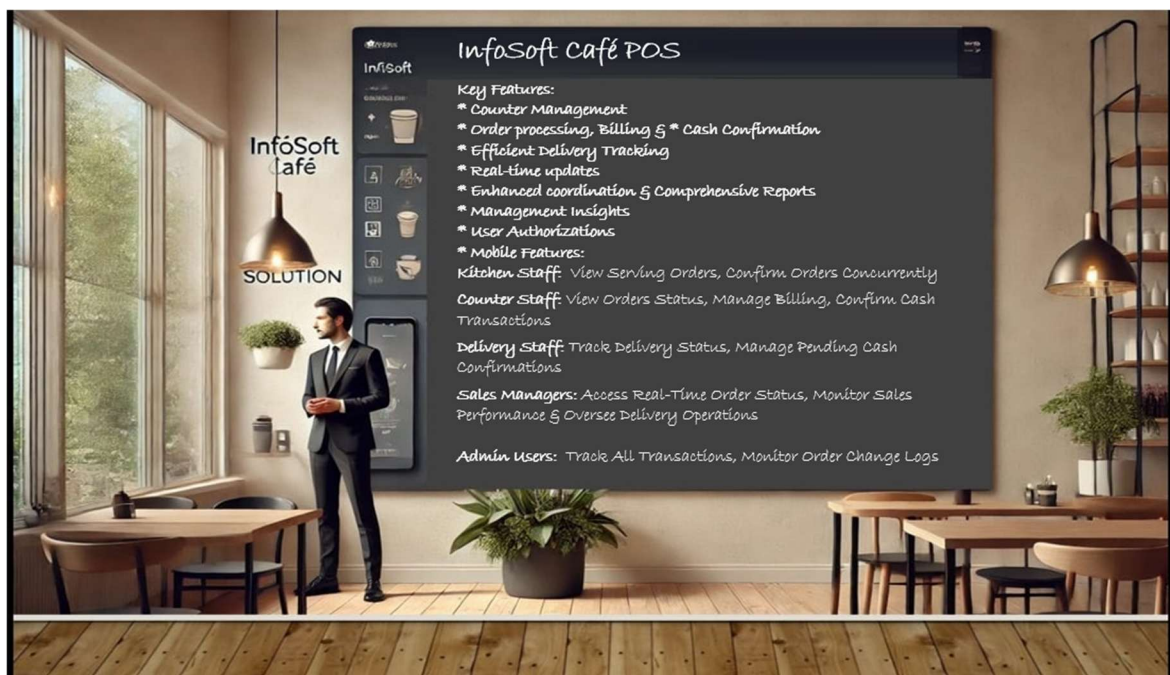 InfoSoft Café POS
InfiSoft
InfóSoft
Café
SOLUTION
Key Features:
* Counter Management
* Order processing, Billing & * Cash Confirmation
* Efficient Delivery Tracking
* Real-time updates
* Enhanced coordination & Comprehensive Reports
* Management Insights
* User Authorizations
* Mobile Features:
Kitchen Staff: View Serving Orders, Confirm Orders Concurrently
Counter Staff: View Orders Status, Manage Billing, Confirm Cash
Transactions
Delivery Staff: Track Delivery Status, Manage Pending Cash
Confirmations
Sales Managers: Access Real-Time Order Status, Monitor Sales
Performance & Oversee Delivery Operations
Admin Users: Track All Transactions, Monitor Order Change Logs